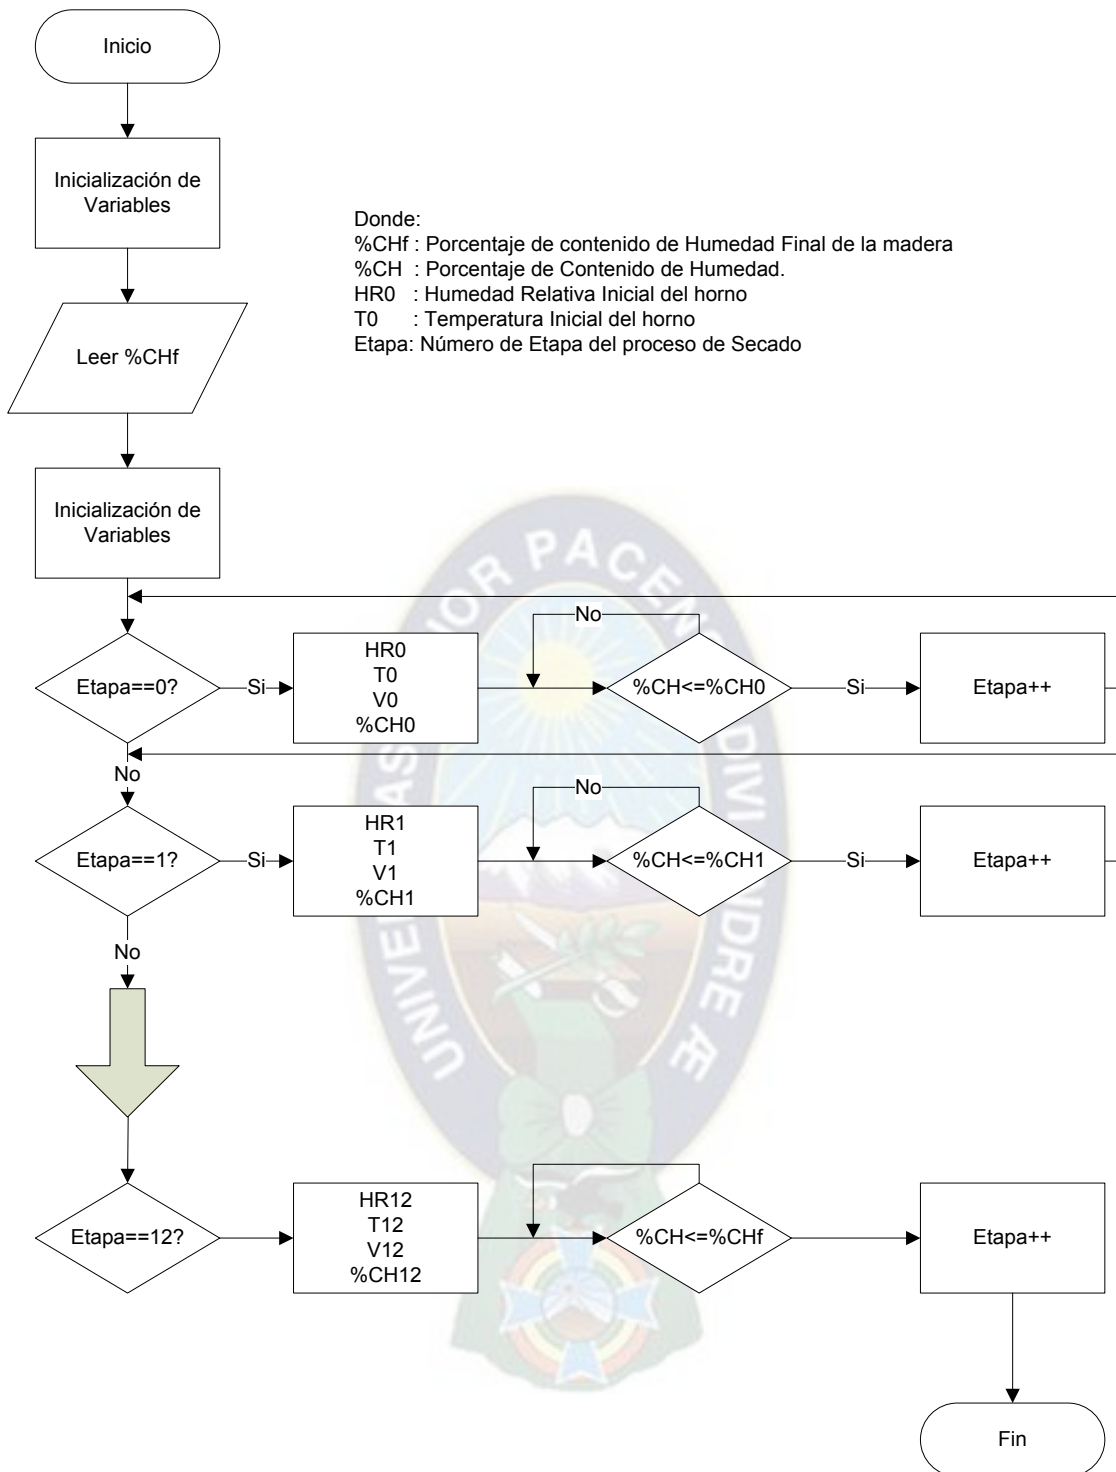 Inicio
Inicialización de
Variables
Donde:
%CHf : Porcentaje de contenido de Humedad Final de la madera
%CH : Porcentaje de Contenido de Humedad.
HR0 : Humedad Relativa Inicial del horno
T0 : Temperatura Inicial del horno
Etapa: Número de Etapa del proceso de Secado
Leer %CHf
Inicialización de
Variables
Etapa==0?
Si
HR0
T0
V0
%CH0
No
%CH<=%CH0
Si
Etapa++
No
Etapa==1?
Si
HR1
T1
V1
%CH1
No
%CH<=%CH1
Si
Etapa++
No
Etapa==12?
HR12
T12
V12
%CH12
%CH<=%CHf
Etapa++
Fin